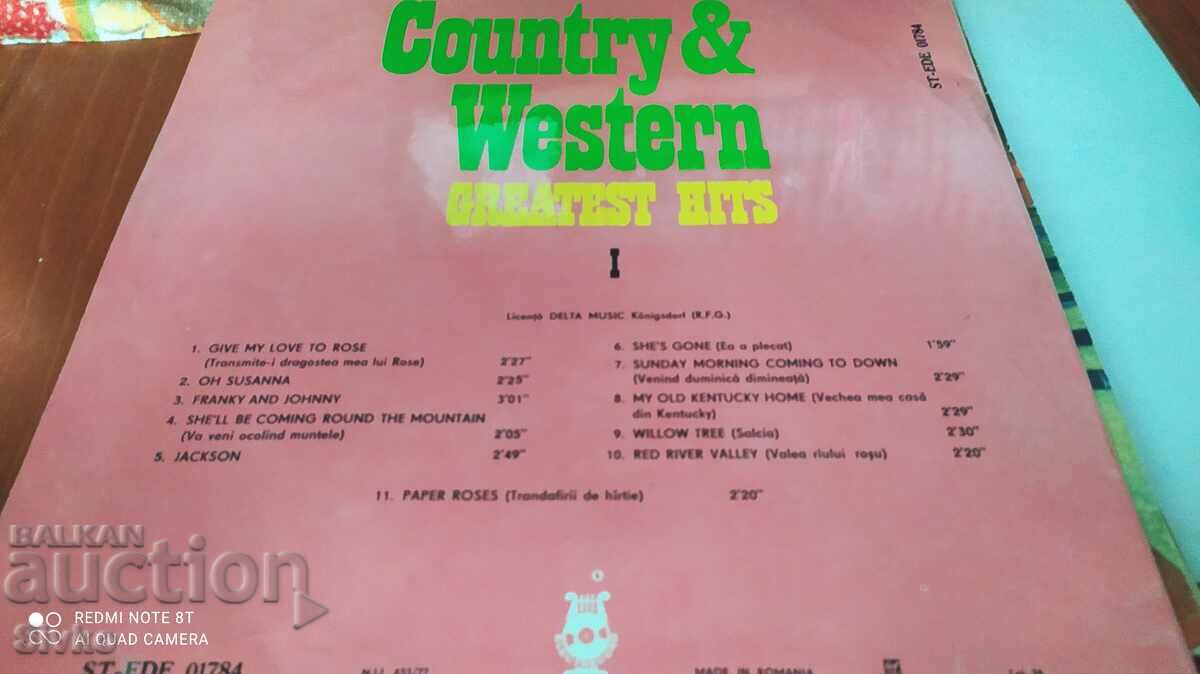 Country &
Western
GREATEST HITS
I
ST-EDE 01784
Licență DELTA MUSIC Königsdorf (R.F.G.)
1. GIVE MY LOVE TO ROSE
(Transmite-i dragostea mea lui Rose) 2'27"
2. OH SUSANNA 2'25"
3. FRANKY AND JOHNNY 3'01"
4. SHE'LL BE COMING ROUND THE MOUNTAIN
(Va veni ocolind muntele) 2'05"
5. JACKSON 2'49"
6. SHE'S GONE (Ea a plecat) 1'59"
7. SUNDAY MORNING COMING TO DOWN
(Venind duminică dimineață) 2'29"
8. MY OLD KENTUCKY HOME (Vechea mea casă
din Kentucky) 2'29"
9. WILLOW TREE (Salcia) 2'30"
10. RED RIVER VALLEY (Valea rîului roșu) 2'20"
11. PAPER ROSES (Trandafirii de hîrtie) 2'20"
BALKAN
auction
REDMI NOTE 8T
AI QUAD CAMERA
ST-EDE 01784
MADE IN ROMANIA